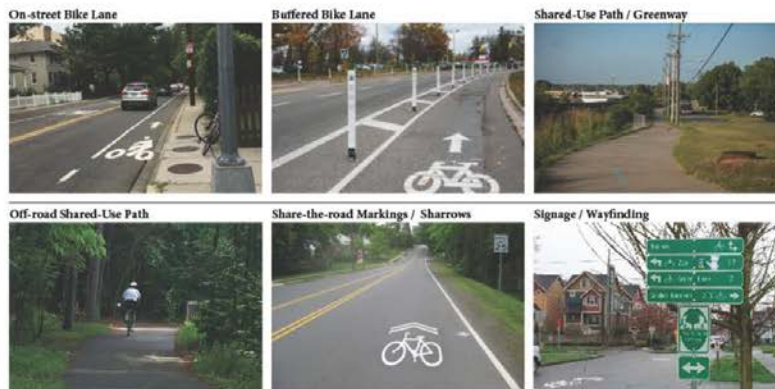 On-street Bike Lane
Buffered Bike Lane
Shared-Use Path / Greenway
Off-road Shared-Use Path
Share-the-road Markings / Sharrows
Signage / Wayfinding